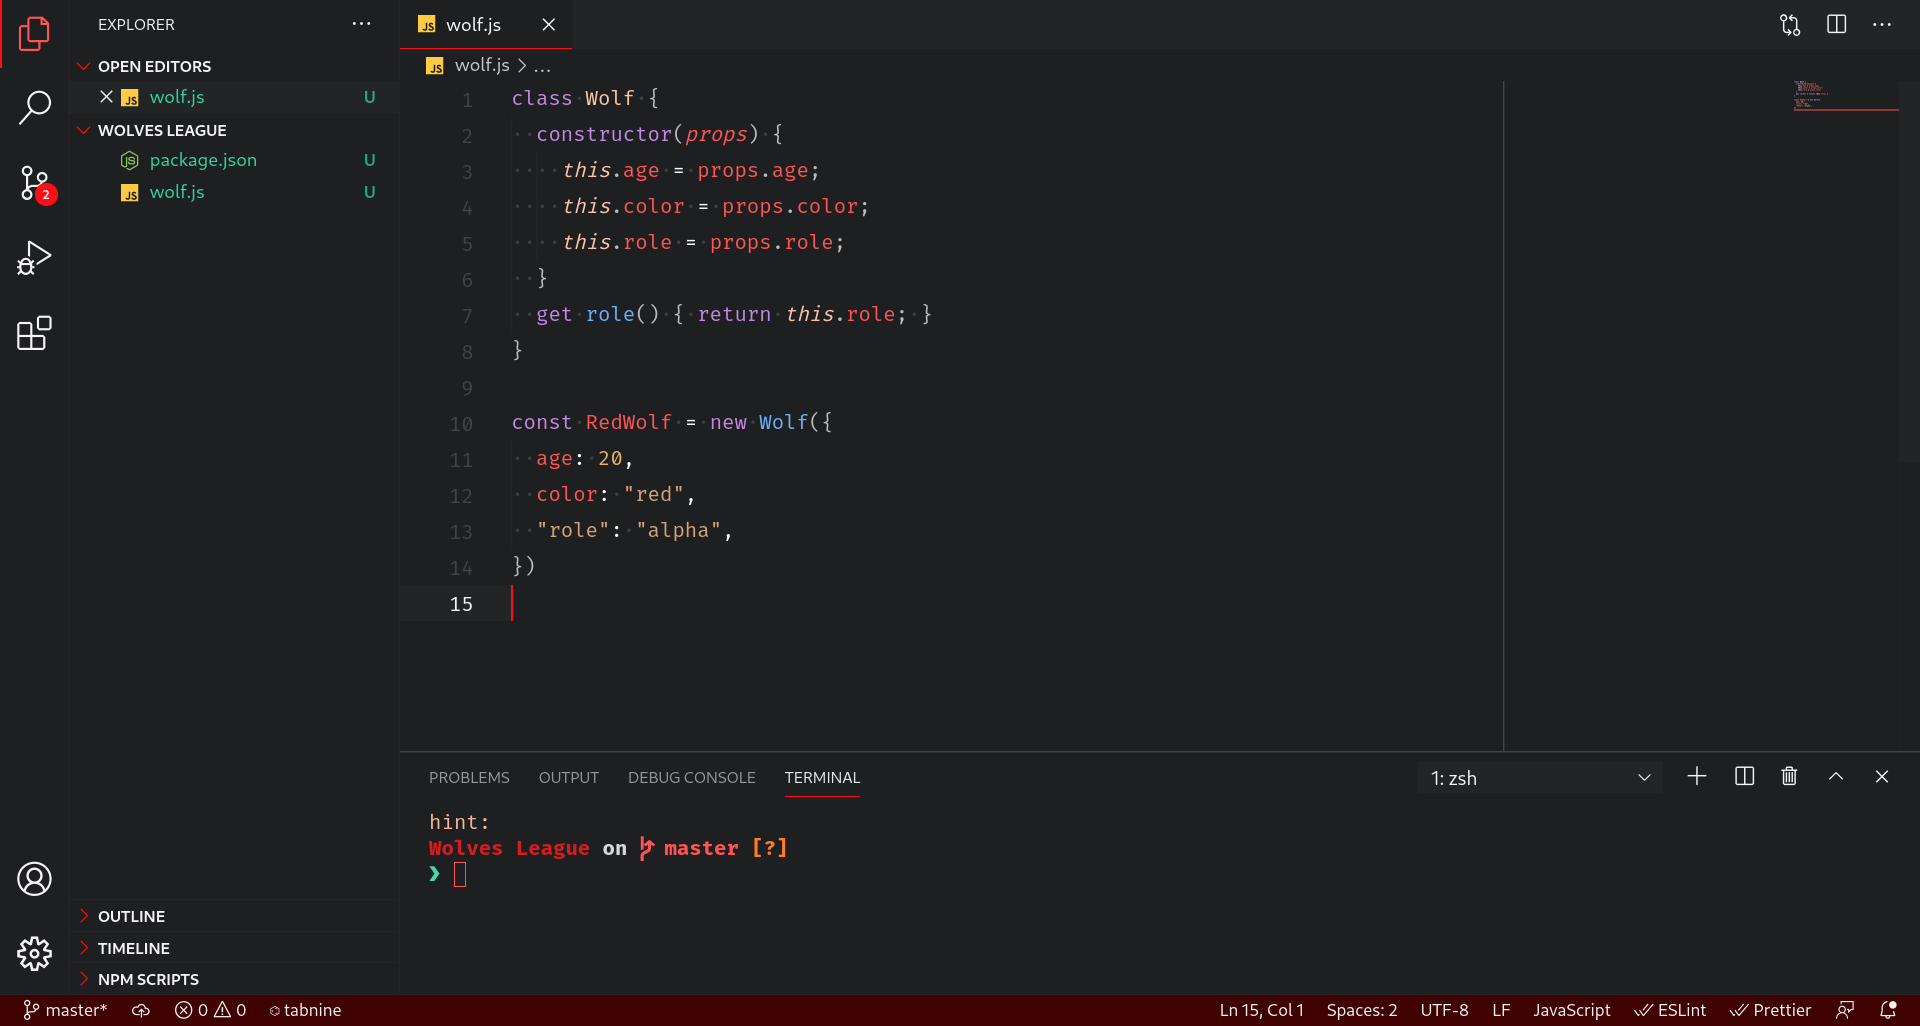 EXPLORER
OPEN EDITORS
wolf.js U
WOLVES LEAGUE
package.json U
wolf.js U
2
OUTLINE
TIMELINE
NPM SCRIPTS
wolf.js
wolf.js > ...
1 class Wolf {
2   constructor(props) {
3     this.age = props.age;
4     this.color = props.color;
5     this.role = props.role;
6   }
7   get role() { return this.role; }
8 }
9
10 const RedWolf = new Wolf({
11   age: 20,
12   color: "red",
13   "role": "alpha",
14 })
15
PROBLEMS OUTPUT DEBUG CONSOLE TERMINAL 1: zsh
hint:
Wolves League on master [?]
❯
master* 0 0 tabnine Ln 15, Col 1 Spaces: 2 UTF-8 LF JavaScript ESLint Prettier